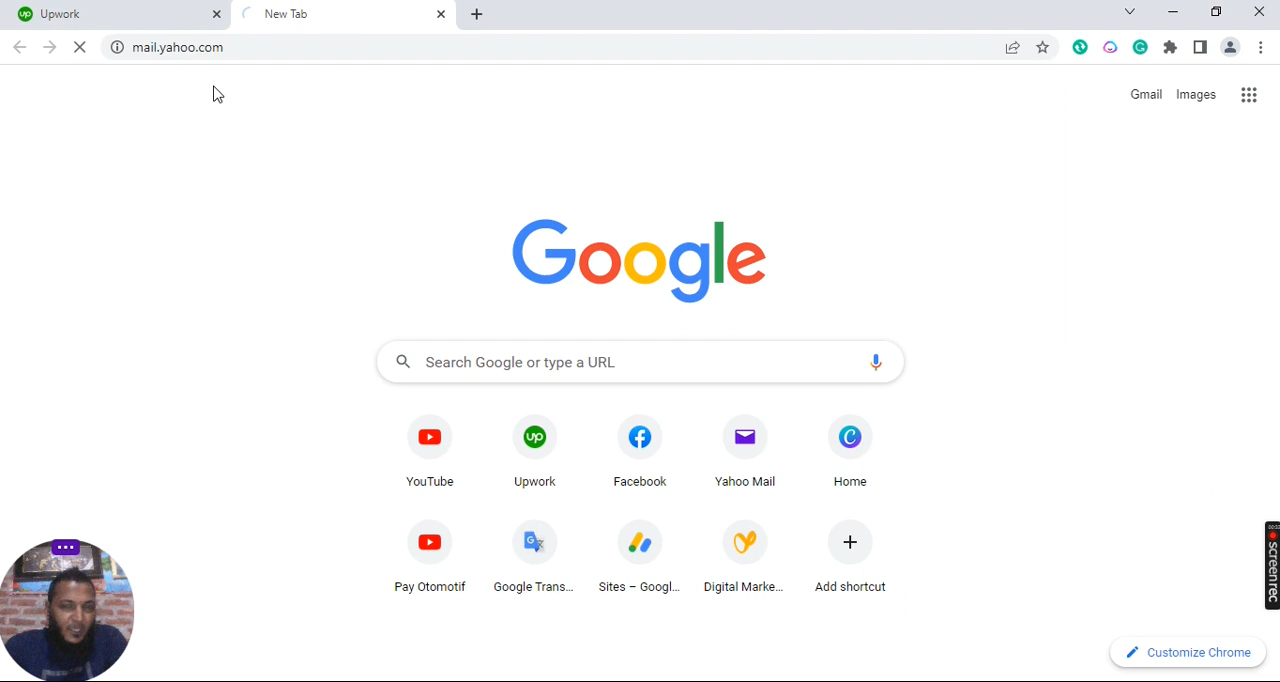 Upwork
New Tab
mail.yahoo.com
Gmail Images
Google
Search Google or type a URL
up
YouTube
Upwork
Facebook
Yahoo Mail
Home
Pay Otomotif
Google Trans...
Sites – Googl...
Digital Marke...
Add shortcut
screenrec
Customize Chrome